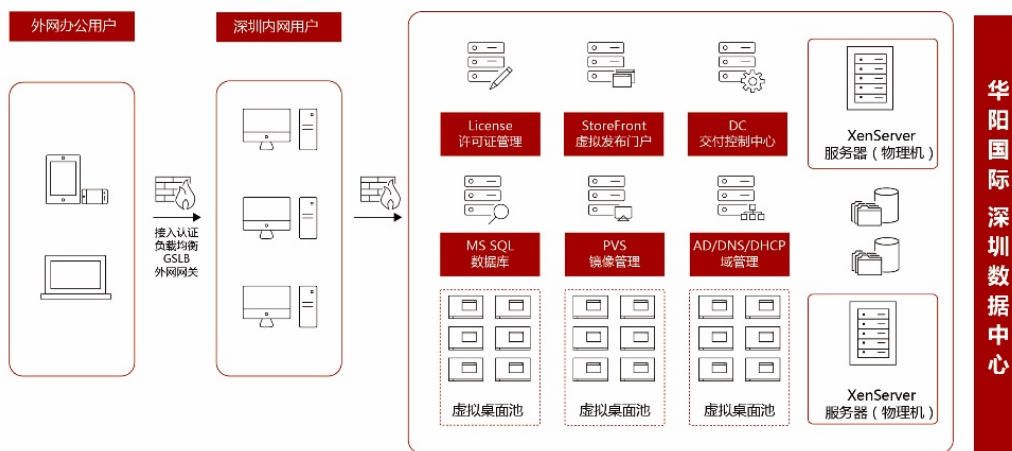 外网办公用户
深圳内网用户
接入认证
负载均衡
GSLB
外网网关
License
许可证管理
StoreFront
虚拟发布门户
DC
交付控制中心
MS SQL
数据库
PVS
镜像管理
AD/DNS/DHCP
域管理
虚拟桌面池
虚拟桌面池
虚拟桌面池
XenServer
服务器（物理机）
XenServer
服务器（物理机）
华阳国际 深圳数据中心